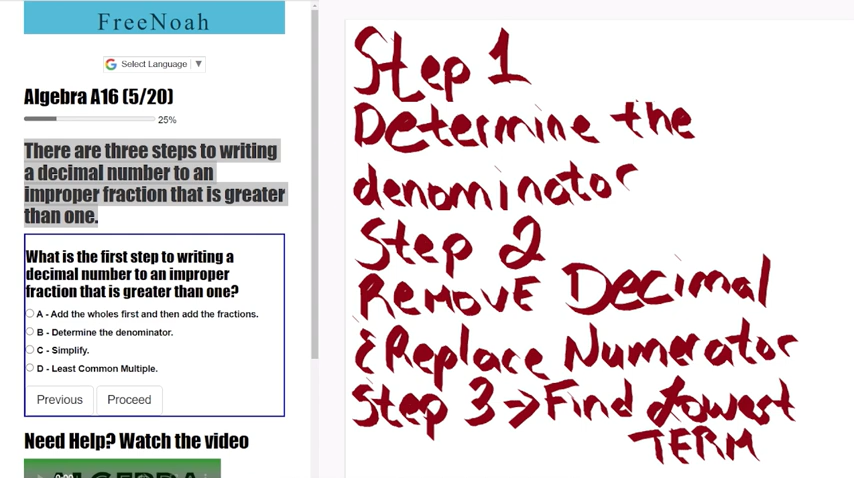 FreeNoah
Select Language ▼
Algebra A16 (5/20)
25%
There are three steps to writing
a decimal number to an
improper fraction that is greater
than one.
What is the first step to writing a
decimal number to an improper
fraction that is greater than one?
A - Add the wholes first and then add the fractions.
B - Determine the denominator.
C - Simplify.
D - Least Common Multiple.
Previous Proceed
Need Help? Watch the video
Step 1
Determine the
denominator
Step 2
REMOVE Decimal
& Replace Numerator
Step 3 → Find Lowest
TERM